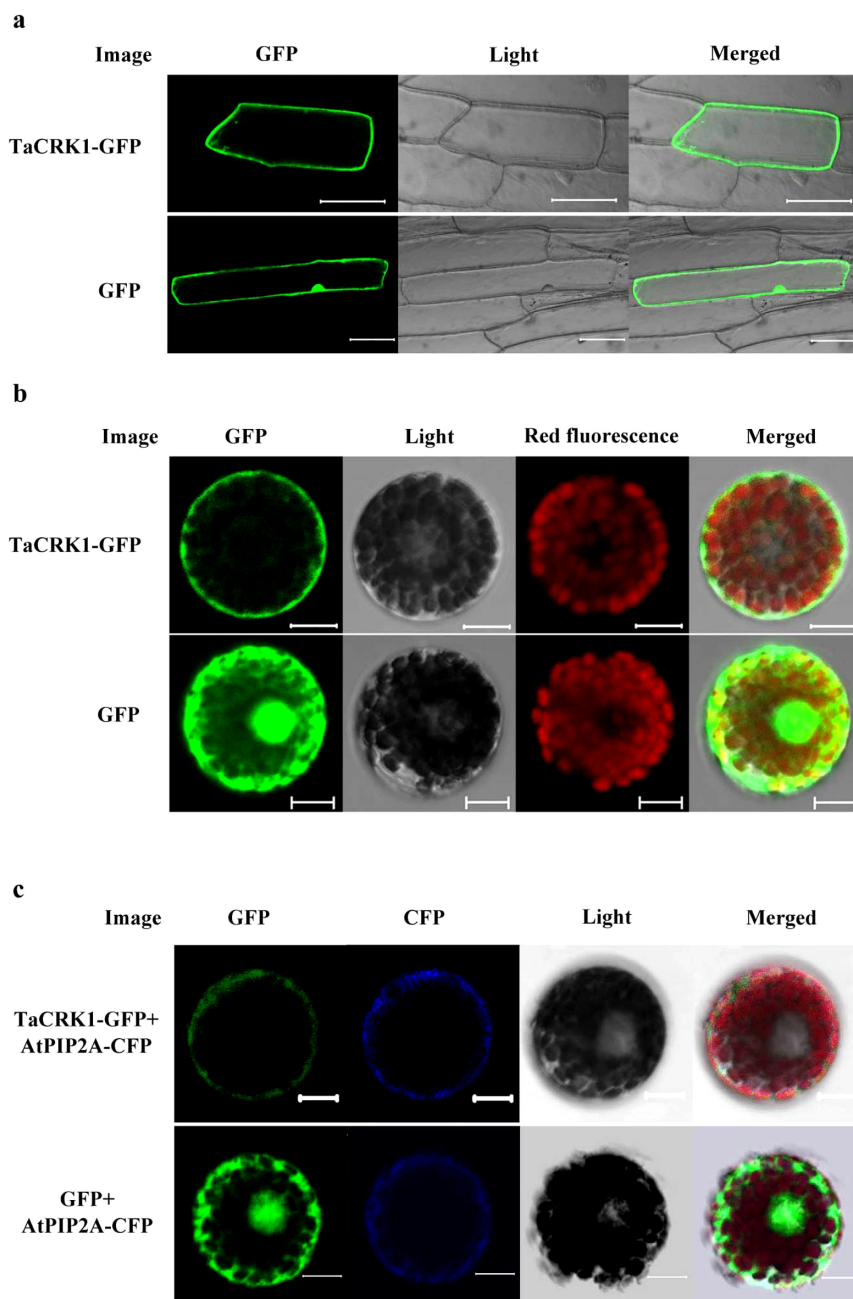 a
Image GFP Light Merged
TaCRK1-GFP
GFP
b
Image GFP Light Red fluorescence Merged
TaCRK1-GFP
GFP
c
Image GFP CFP Light Merged
TaCRK1-GFP+
AtPIP2A-CFP
GFP+
AtPIP2A-CFP